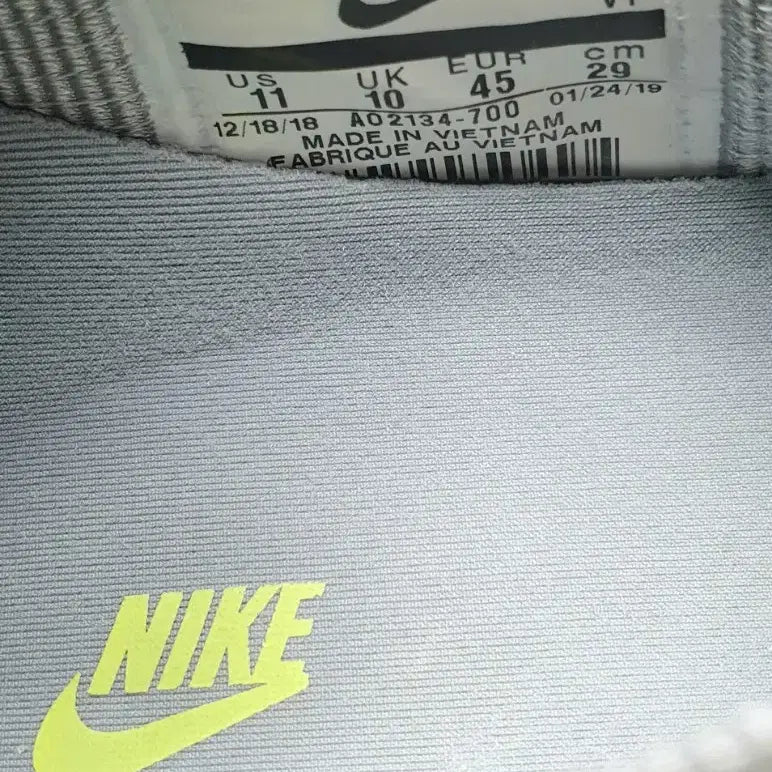 US UK EUR cm
11 10 45 29
12/18/18 AO2134-700 01/24/19
MADE IN VIETNAM
FABRIQUE AU VIETNAM
NIKE